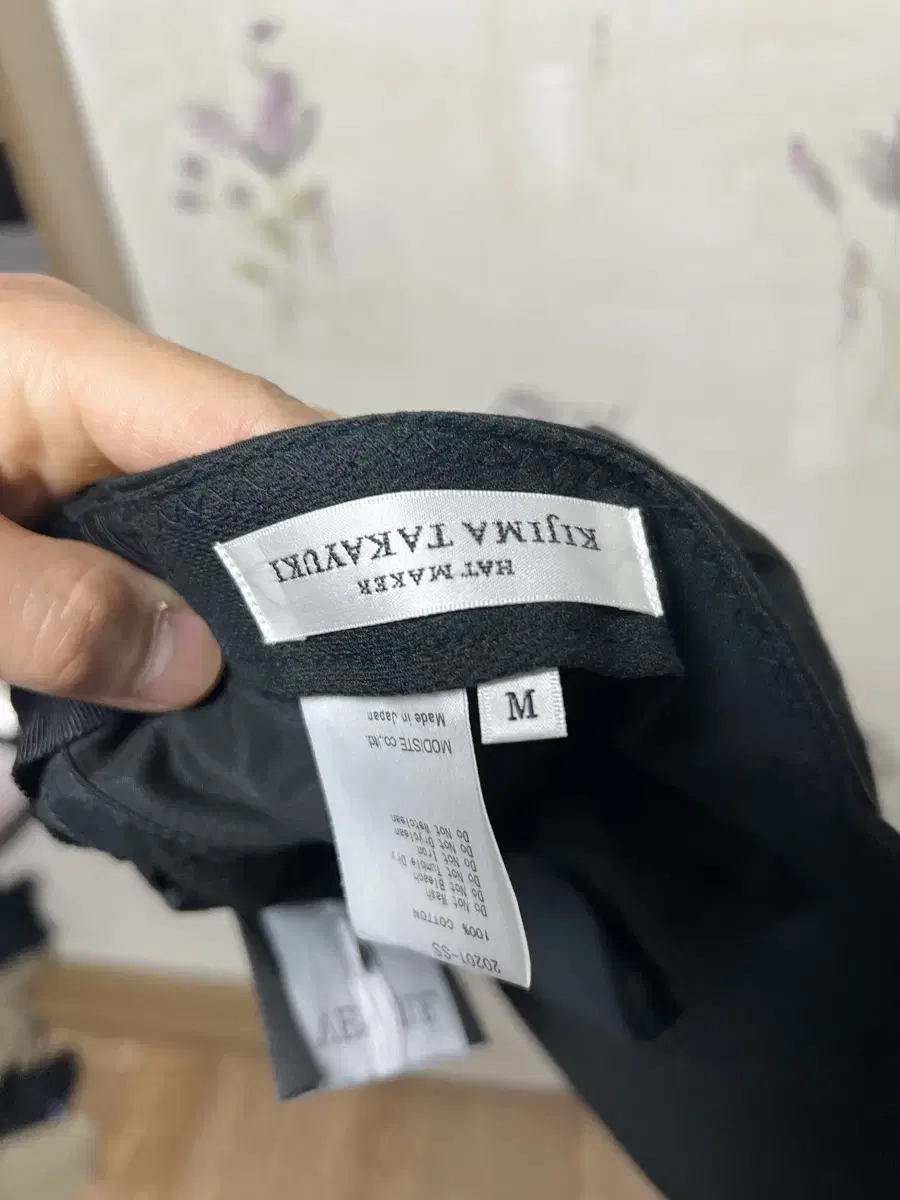 HAT MAKER
KIJIMA TAKAYUKI
M
20201-SS
100% COTTON
Do Not Wash
Do Not Bleach
Do Not Tumble Dry
Do Not Iron
Do Not Dryclean
Do Not Wetclean
MODISTE co.,ltd.
Made in Japan